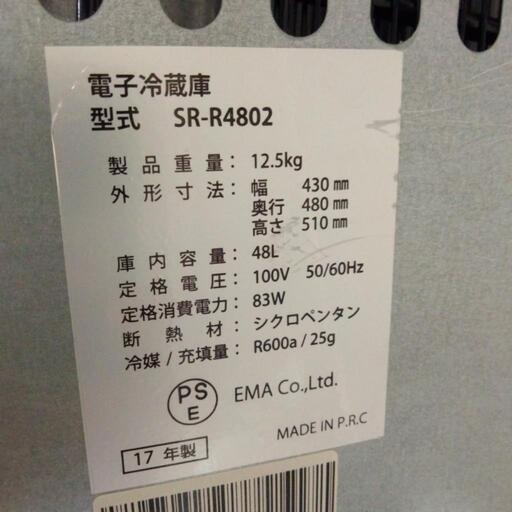 電子冷蔵庫
型式 SR-R4802
製品重量: 12.5kg
外形寸法: 幅 430㎜
奥行 480㎜
高さ 510㎜
庫内容量: 48L
定格電圧: 100V 50/60Hz
定格消費電力: 83W
断熱材: シクロペンタン
冷媒/充填量: R600a / 25g
PS
E
EMA Co.,Ltd.
MADE IN P.R.C
17年製